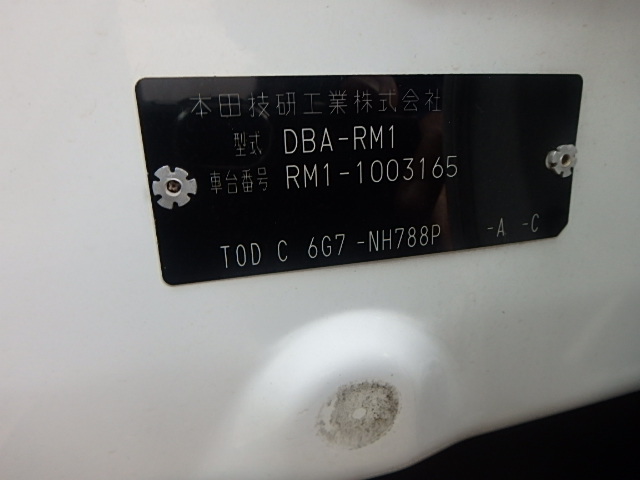 本田技研工業株式会社
型式 DBA-RM1
車台番号 RM1-1003165
TOD C 6G7 -NH788P -A -C